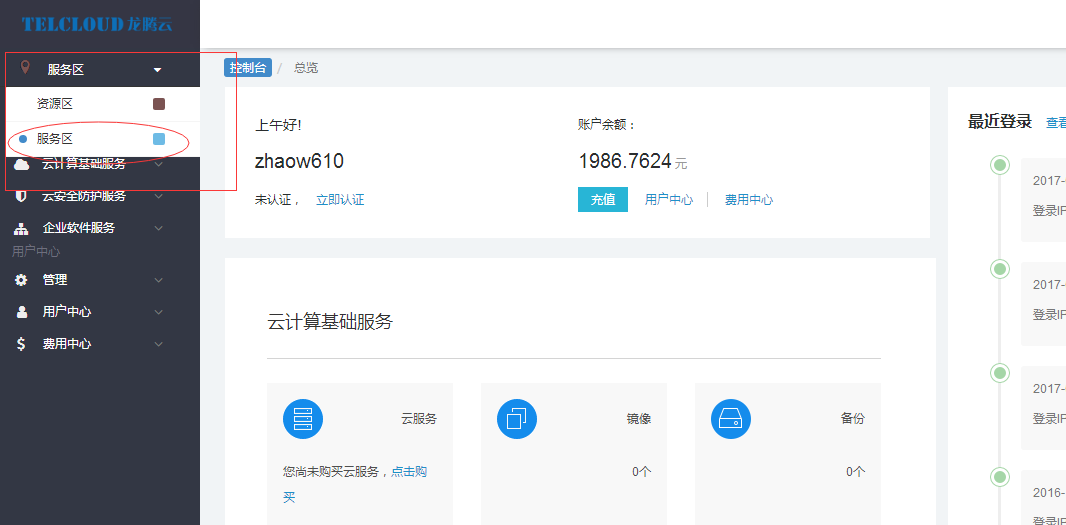 TELCLOUD 龙腾云
服务区
资源区
服务区
云计算基础服务
云安全防护服务
企业软件服务
用户中心
管理
用户中心
费用中心
控制台 / 总览
上午好!
zhaow610
未认证， 立即认证
账户余额：
1986.7624 元
充值 用户中心 费用中心
云计算基础服务
云服务
您尚未购买云服务，点击购
买
镜像
0个
备份
0个
最近登录 查看
2017-
登录IP
2017-
登录IP
2017-
登录IP
2016-
登录IP